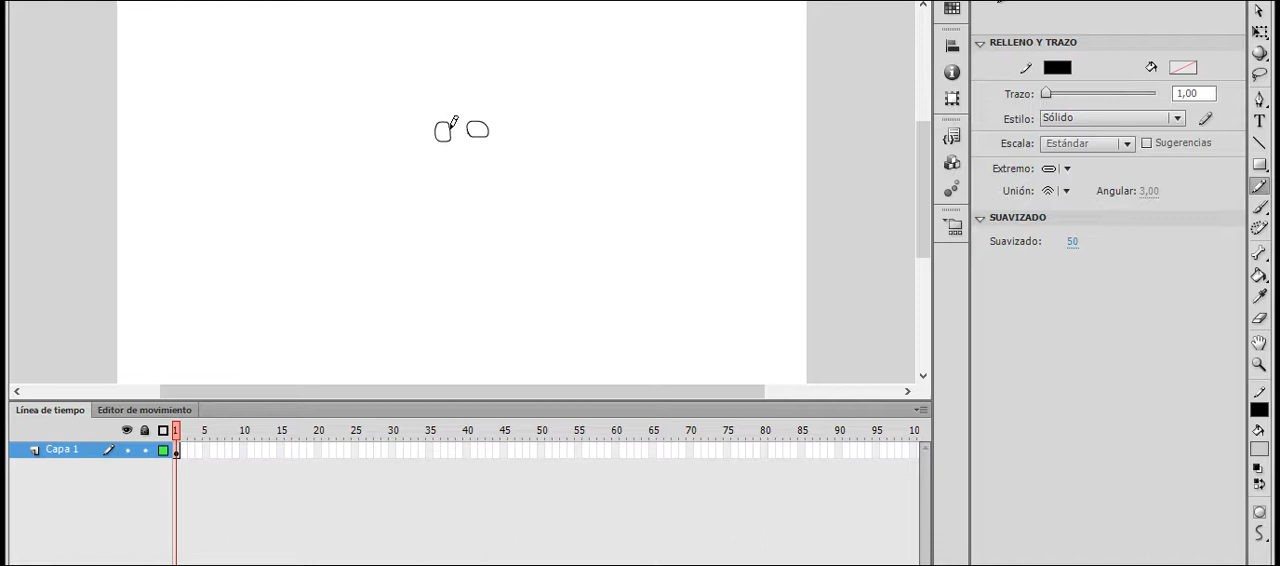 RELLENO Y TRAZO
Trazo: 1,00
Estilo: Sólido
Escala: Estándar Sugerencias
Extremo:
Unión: Angular: 3,00
SUAVIZADO
Suavizado: 50
Línea de tiempo Editor de movimiento
1 5 10 15 20 25 30 35 40 45 50 55 60 65 70 75 80 85 90 95 10
Capa 1